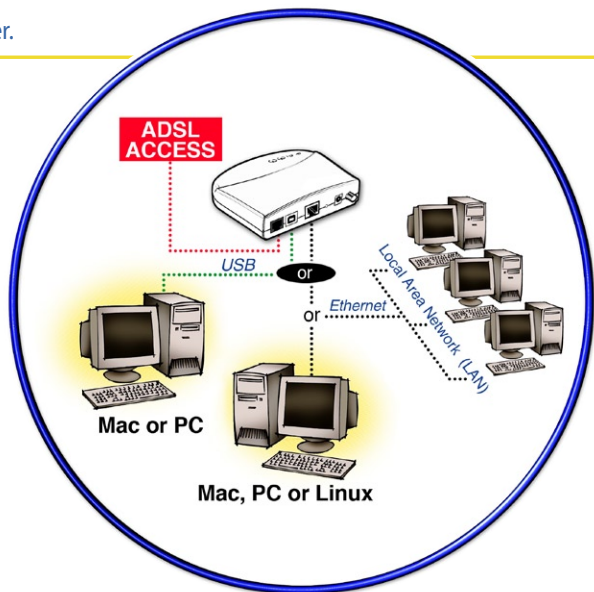 er.
ADSL
ACCESS
USB
or
or
Ethernet
Local Area Network (LAN)
Mac or PC
Mac, PC or Linux